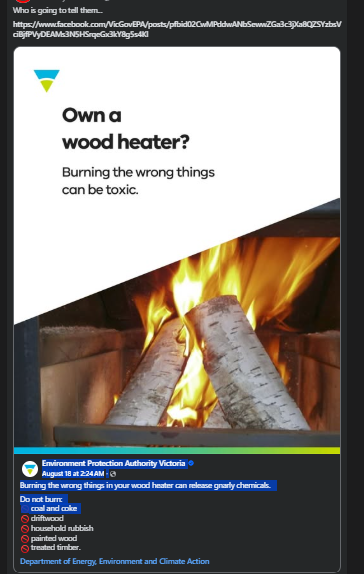 Who is going to tell them...
https://www.facebook.com/VicGovEPA/posts/
Own a
wood heater?
Burning the wrong things
can be toxic.
Environment Protection Authority Victoria
August 18 at 2:24 AM ·
Burning the wrong things in your wood heater can release gnarly chemicals.
Do not burn:
coal and coke
driftwood
household rubbish
painted wood
treated timber.
Department of Energy, Environment and Climate Action